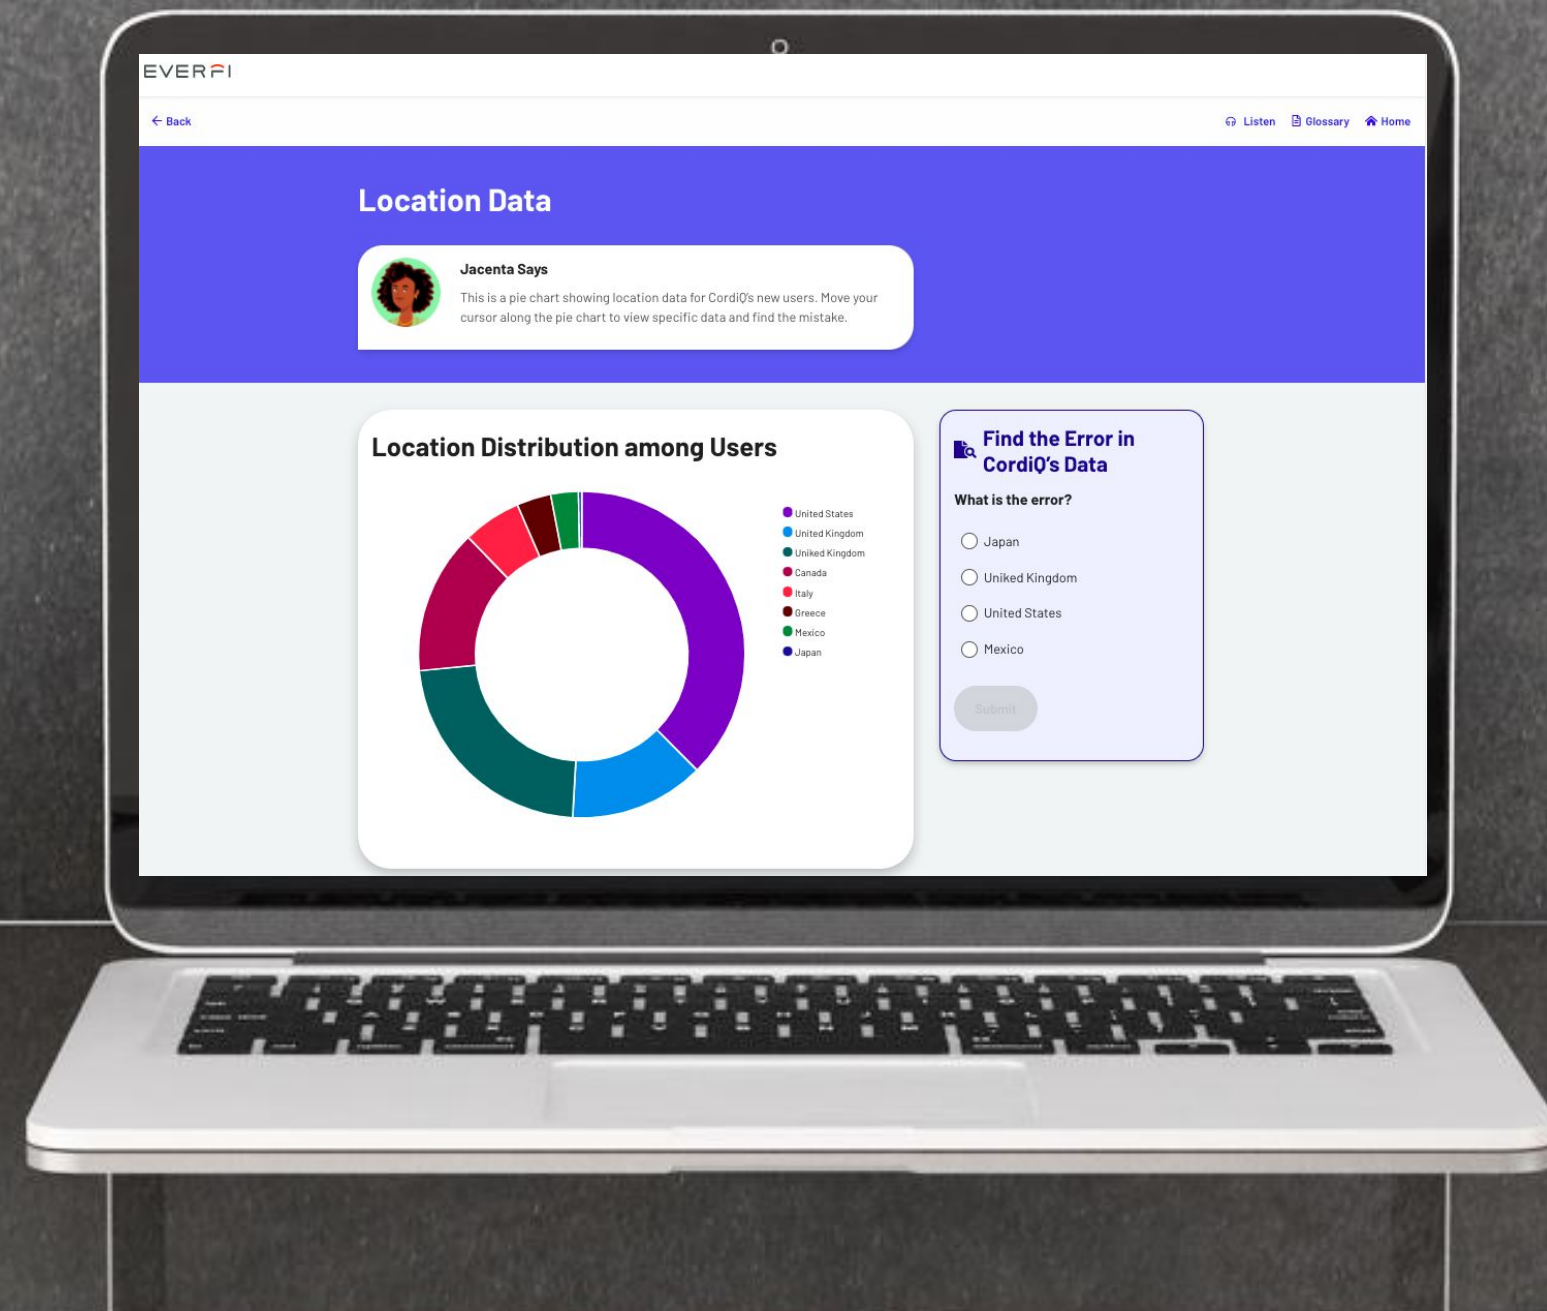 EVERFI
← Back
Listen
Glossary
Home
Location Data
Jacenta Says
This is a pie chart showing location data for CordiQ's new users. Move your
cursor along the pie chart to view specific data and find the mistake.
Location Distribution among Users
United States
United Kingdom
Uniked Kingdom
Canada
Italy
Greece
Mexico
Japan
Find the Error in
CordiQ's Data
What is the error?
Japan
Uniked Kingdom
United States
Mexico
Submit